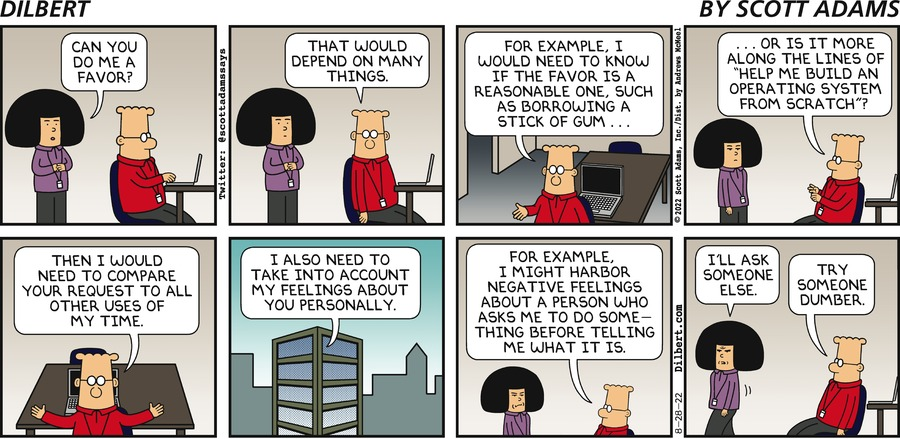 DILBERT
BY SCOTT ADAMS
CAN YOU
DO ME A
FAVOR?
Twitter: @scottadamssays
THAT WOULD
DEPEND ON MANY
THINGS.
FOR EXAMPLE, I
WOULD NEED TO KNOW
IF THE FAVOR IS A
REASONABLE ONE, SUCH
AS BORROWING A
STICK OF GUM ...
© 2022 Scott Adams, Inc./Dist. by Andrews McMeel
... OR IS IT MORE
ALONG THE LINES OF
"HELP ME BUILD AN
OPERATING SYSTEM
FROM SCRATCH"?
THEN I WOULD
NEED TO COMPARE
YOUR REQUEST TO ALL
OTHER USES OF
MY TIME.
I ALSO NEED TO
TAKE INTO ACCOUNT
MY FEELINGS ABOUT
YOU PERSONALLY.
FOR EXAMPLE,
I MIGHT HARBOR
NEGATIVE FEELINGS
ABOUT A PERSON WHO
ASKS ME TO DO SOME-
THING BEFORE TELLING
ME WHAT IT IS.
8-28-22 Dilbert.com
I'LL ASK
SOMEONE
ELSE.
TRY
SOMEONE
DUMBER.